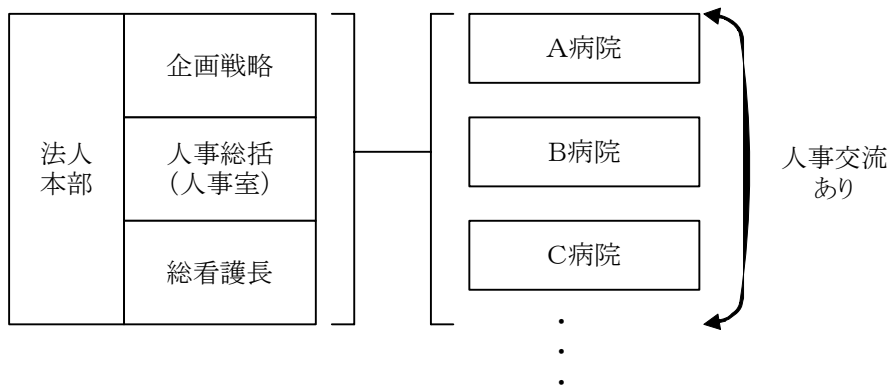 法人
本部
企画戦略
人事総括
（人事室）
総看護長
A病院
B病院
C病院
・
・
・
人事交流
あり